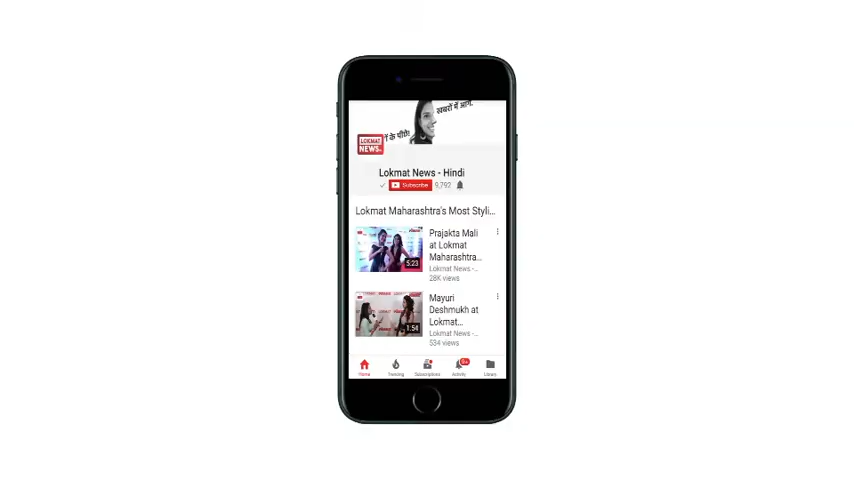 खबरों में आगे,
के पीछे!
LOKMAT
NEWS
Lokmat News - Hindi
Subscribe 9,792
Lokmat Maharashtra's Most Styli...
Prajakta Mali
at Lokmat
Maharashtra...
Lokmat News -...
28K views
5:23
Mayuri
Deshmukh at
Lokmat...
Lokmat News -...
534 views
1:54
Home Trending Subscriptions Activity Library